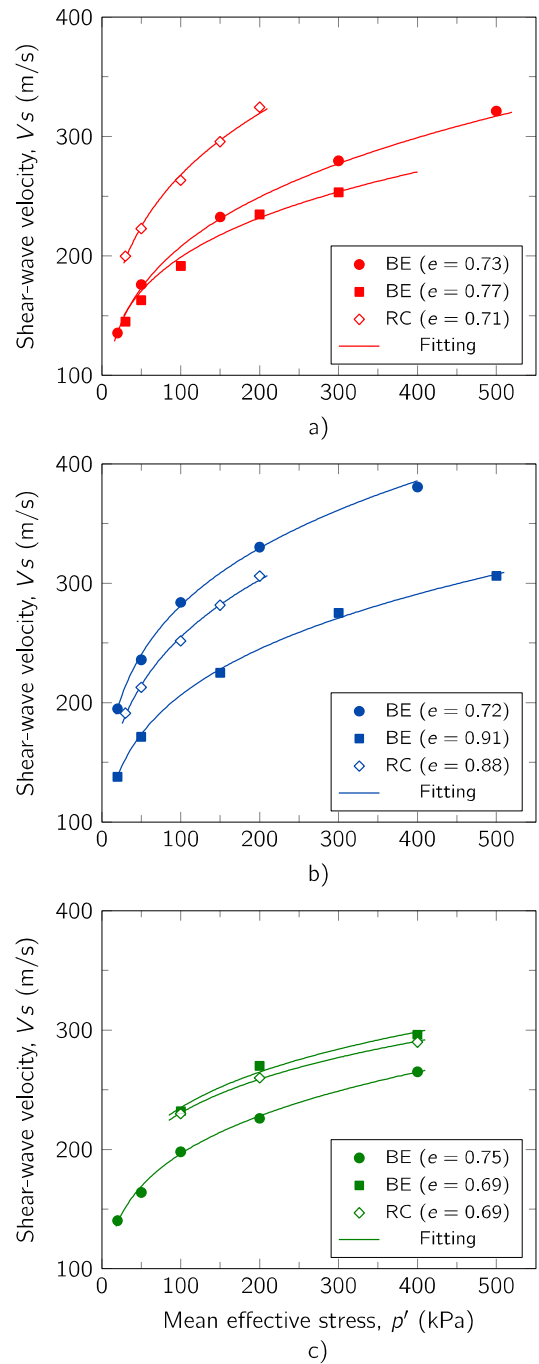 400
300
200
100
Shear-wave velocity, Vs (m/s)
BE (e = 0.73)
BE (e = 0.77)
RC (e = 0.71)
Fitting
0 100 200 300 400 500
a)
400
300
200
100
Shear-wave velocity, Vs (m/s)
BE (e = 0.72)
BE (e = 0.91)
RC (e = 0.88)
Fitting
0 100 200 300 400 500
b)
400
300
200
100
Shear-wave velocity, Vs (m/s)
BE (e = 0.75)
BE (e = 0.69)
RC (e = 0.69)
Fitting
0 100 200 300 400 500
Mean effective stress, p′ (kPa)
c)